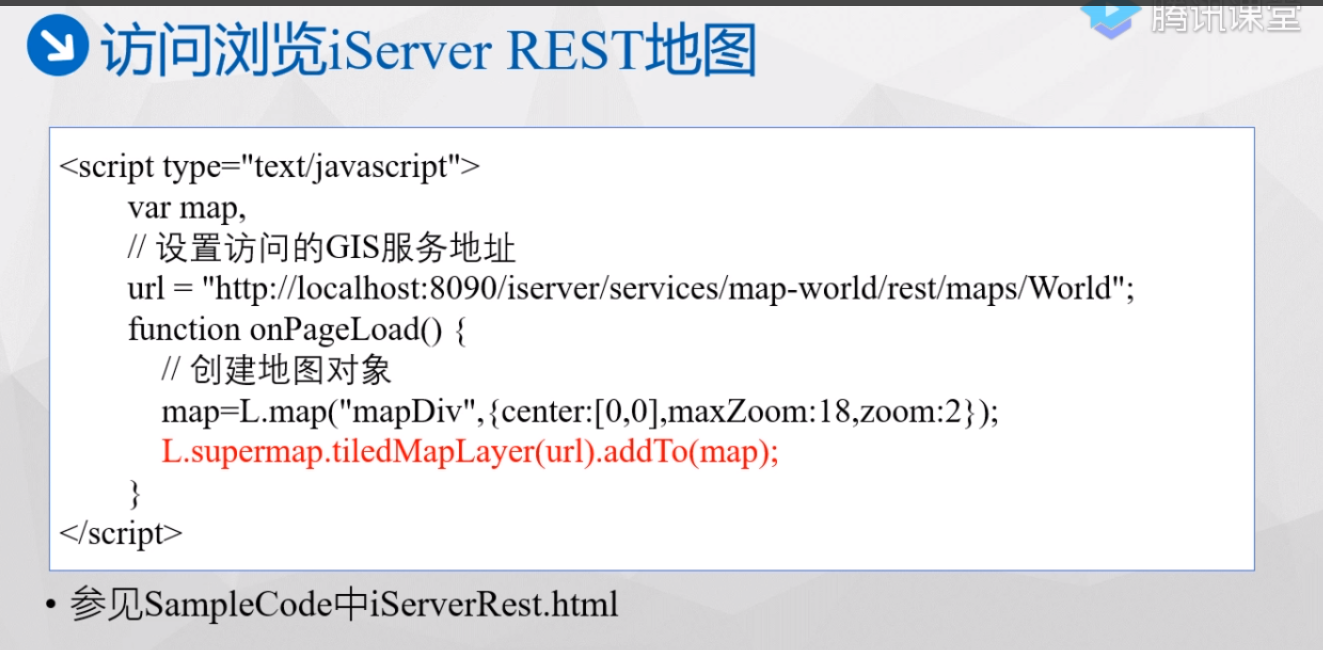 腾讯课堂
访问浏览iServer REST地图
<script type="text/javascript">
var map,
// 设置访问的GIS服务地址
url = "http://localhost:8090/iserver/services/map-world/rest/maps/World";
function onPageLoad() {
// 创建地图对象
map=L.map("mapDiv",{center:[0,0],maxZoom:18,zoom:2});
L.supermap.tiledMapLayer(url).addTo(map);
}
</script>
• 参见SampleCode中iServerRest.html